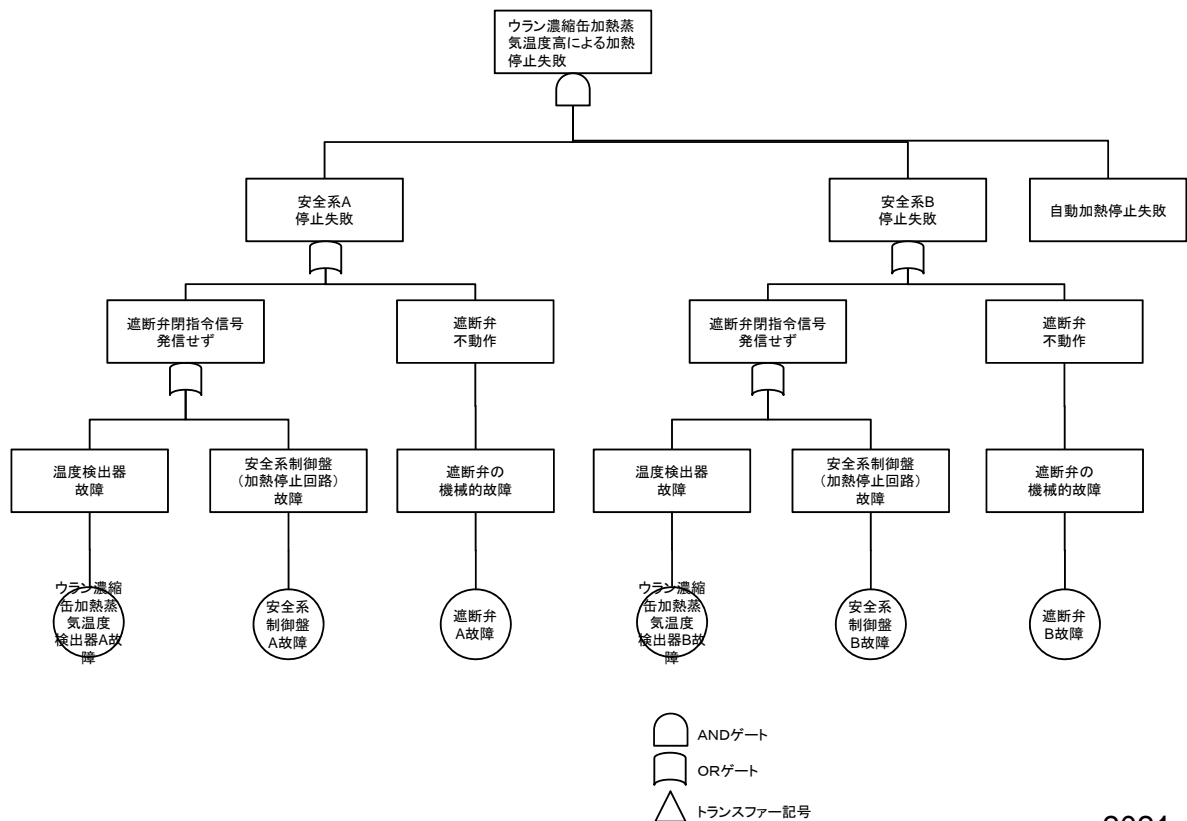 ウラン濃縮缶加熱蒸
気温度高による加熱
停止失敗
安全系A
停止失敗
安全系B
停止失敗
自動加熱停止失敗
遮断弁閉指令信号
発信せず
遮断弁
不動作
遮断弁閉指令信号
発信せず
遮断弁
不動作
温度検出器
故障
安全系制御盤
（加熱停止回路）
故障
遮断弁の
機械的故障
温度検出器
故障
安全系制御盤
（加熱停止回路）
故障
遮断弁の
機械的故障
ウラン濃縮
缶加熱蒸
気温度
検出器A故
障
安全系
制御盤
A故障
遮断弁
A故障
ウラン濃縮
缶加熱蒸
気温度
検出器B故
障
安全系
制御盤
B故障
遮断弁
B故障
ANDゲート
ORゲート
トランスファー記号